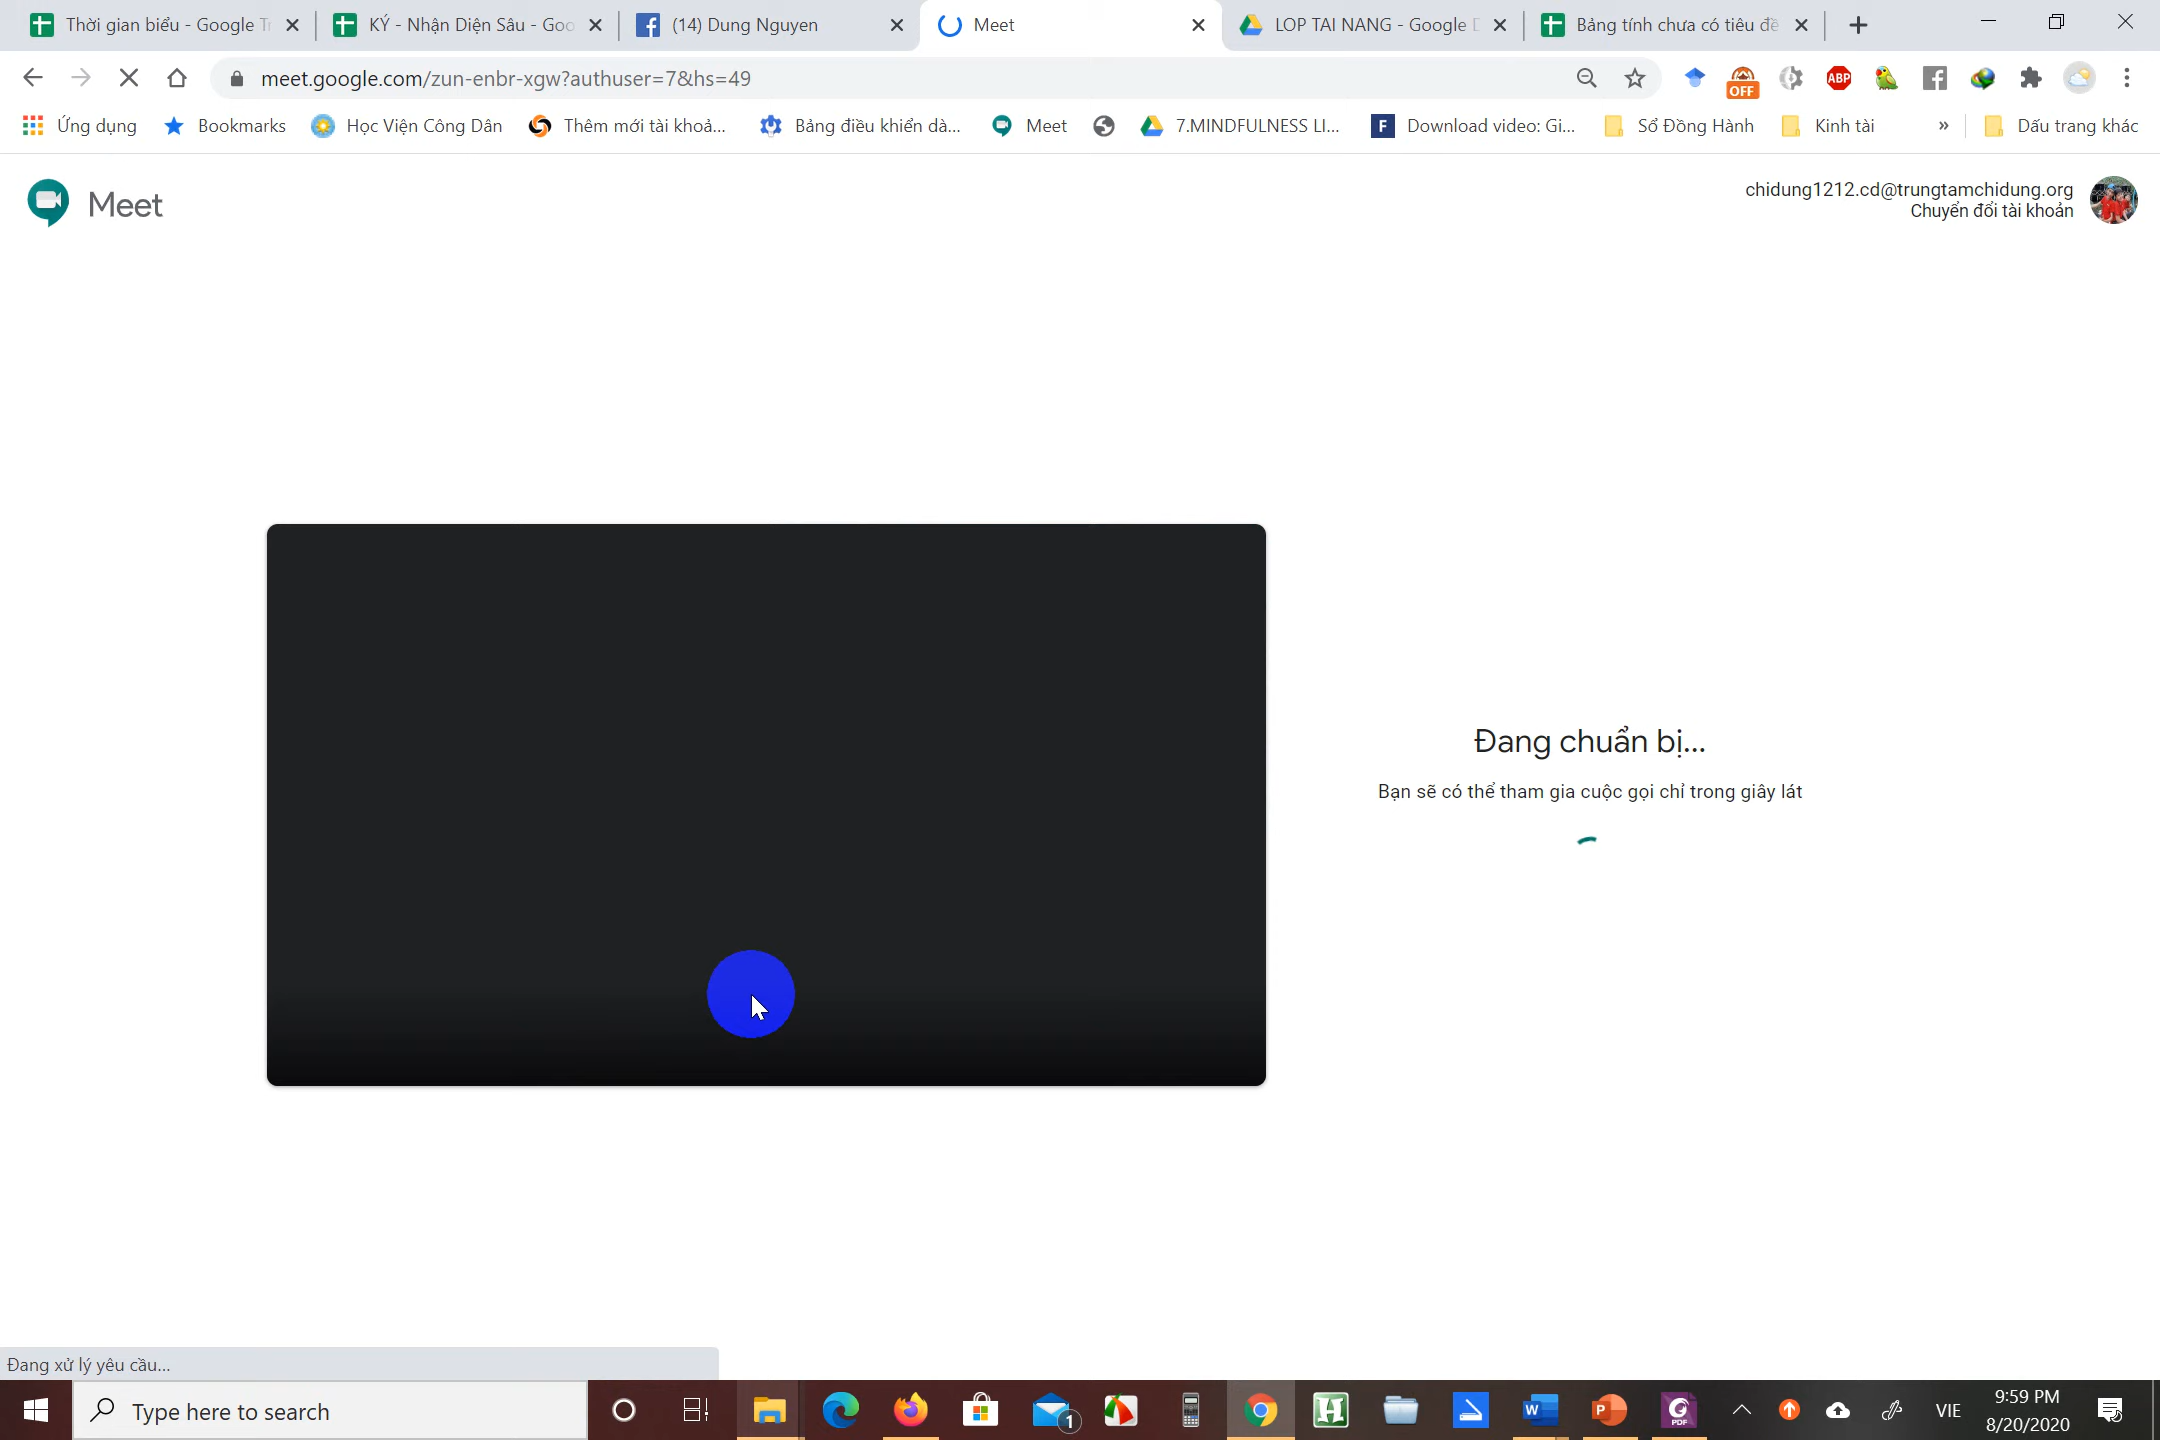 Thời gian biểu - Google Tr
KÝ - Nhận Diện Sâu - Goo
(14) Dung Nguyen
Meet
LOP TAI NANG - Google D
Bảng tính chưa có tiêu đề
meet.google.com/zun-enbr-xgw?authuser=7&hs=49
OFF
ABP
Ứng dụng
Bookmarks
Học Viện Công Dân
Thêm mới tài khoả...
Bảng điều khiển dà...
Meet
7.MINDFULNESS LI...
F
Download video: Gi...
Sổ Đồng Hành
Kinh tài
»
Dấu trang khác
Meet
chidung1212.cd@trungtamchidung.org
Chuyển đổi tài khoản
Đang chuẩn bị...
Bạn sẽ có thể tham gia cuộc gọi chỉ trong giây lát
Đang xử lý yêu cầu...
Type here to search
1
H
W
P
PDF
VIE
9:59 PM
8/20/2020